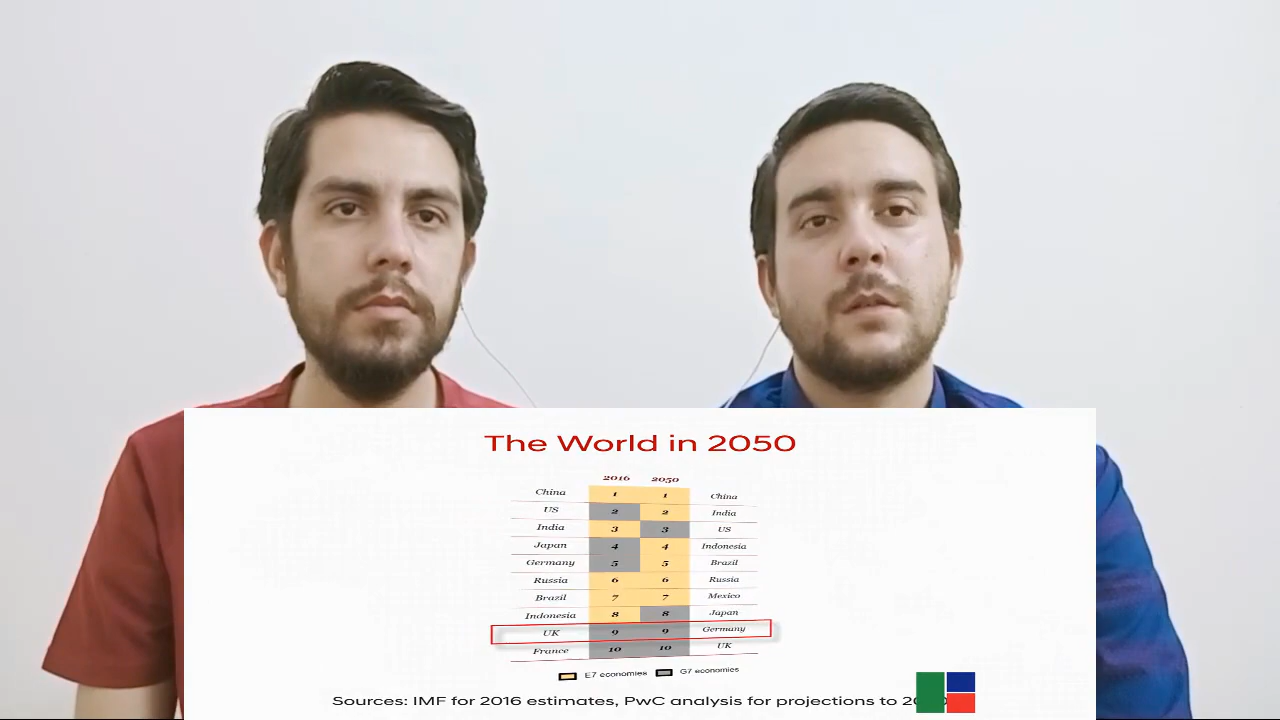 The World in 2050
2016 2050
China 1 1 China
US 2 2 India
India 3 3 US
Japan 4 4 Indonesia
Germany 5 5 Brazil
Russia 6 6 Russia
Brazil 7 7 Mexico
Indonesia 8 8 Japan
UK 9 9 Germany
France 10 10 UK
E7 economies G7 economies
Sources: IMF for 2016 estimates, PwC analysis for projections to